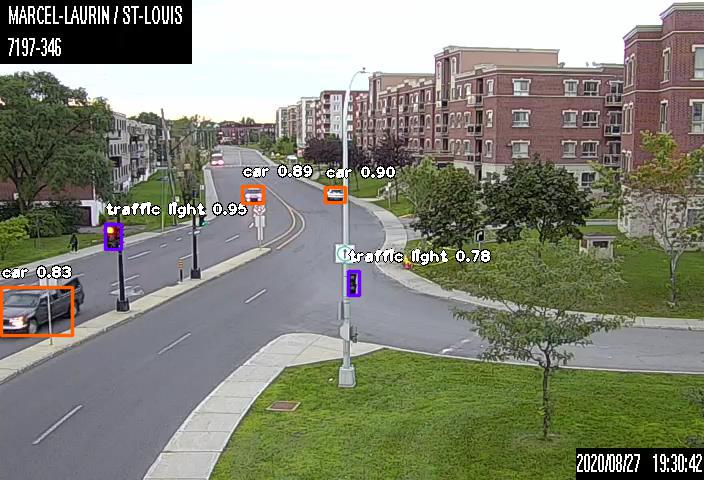 MARCEL-LAURIN / ST-LOUIS
7197-346
car 0.89
car 0.90
traffic light 0.95
traffic light 0.78
car 0.83
2020/08/27 19:30:42